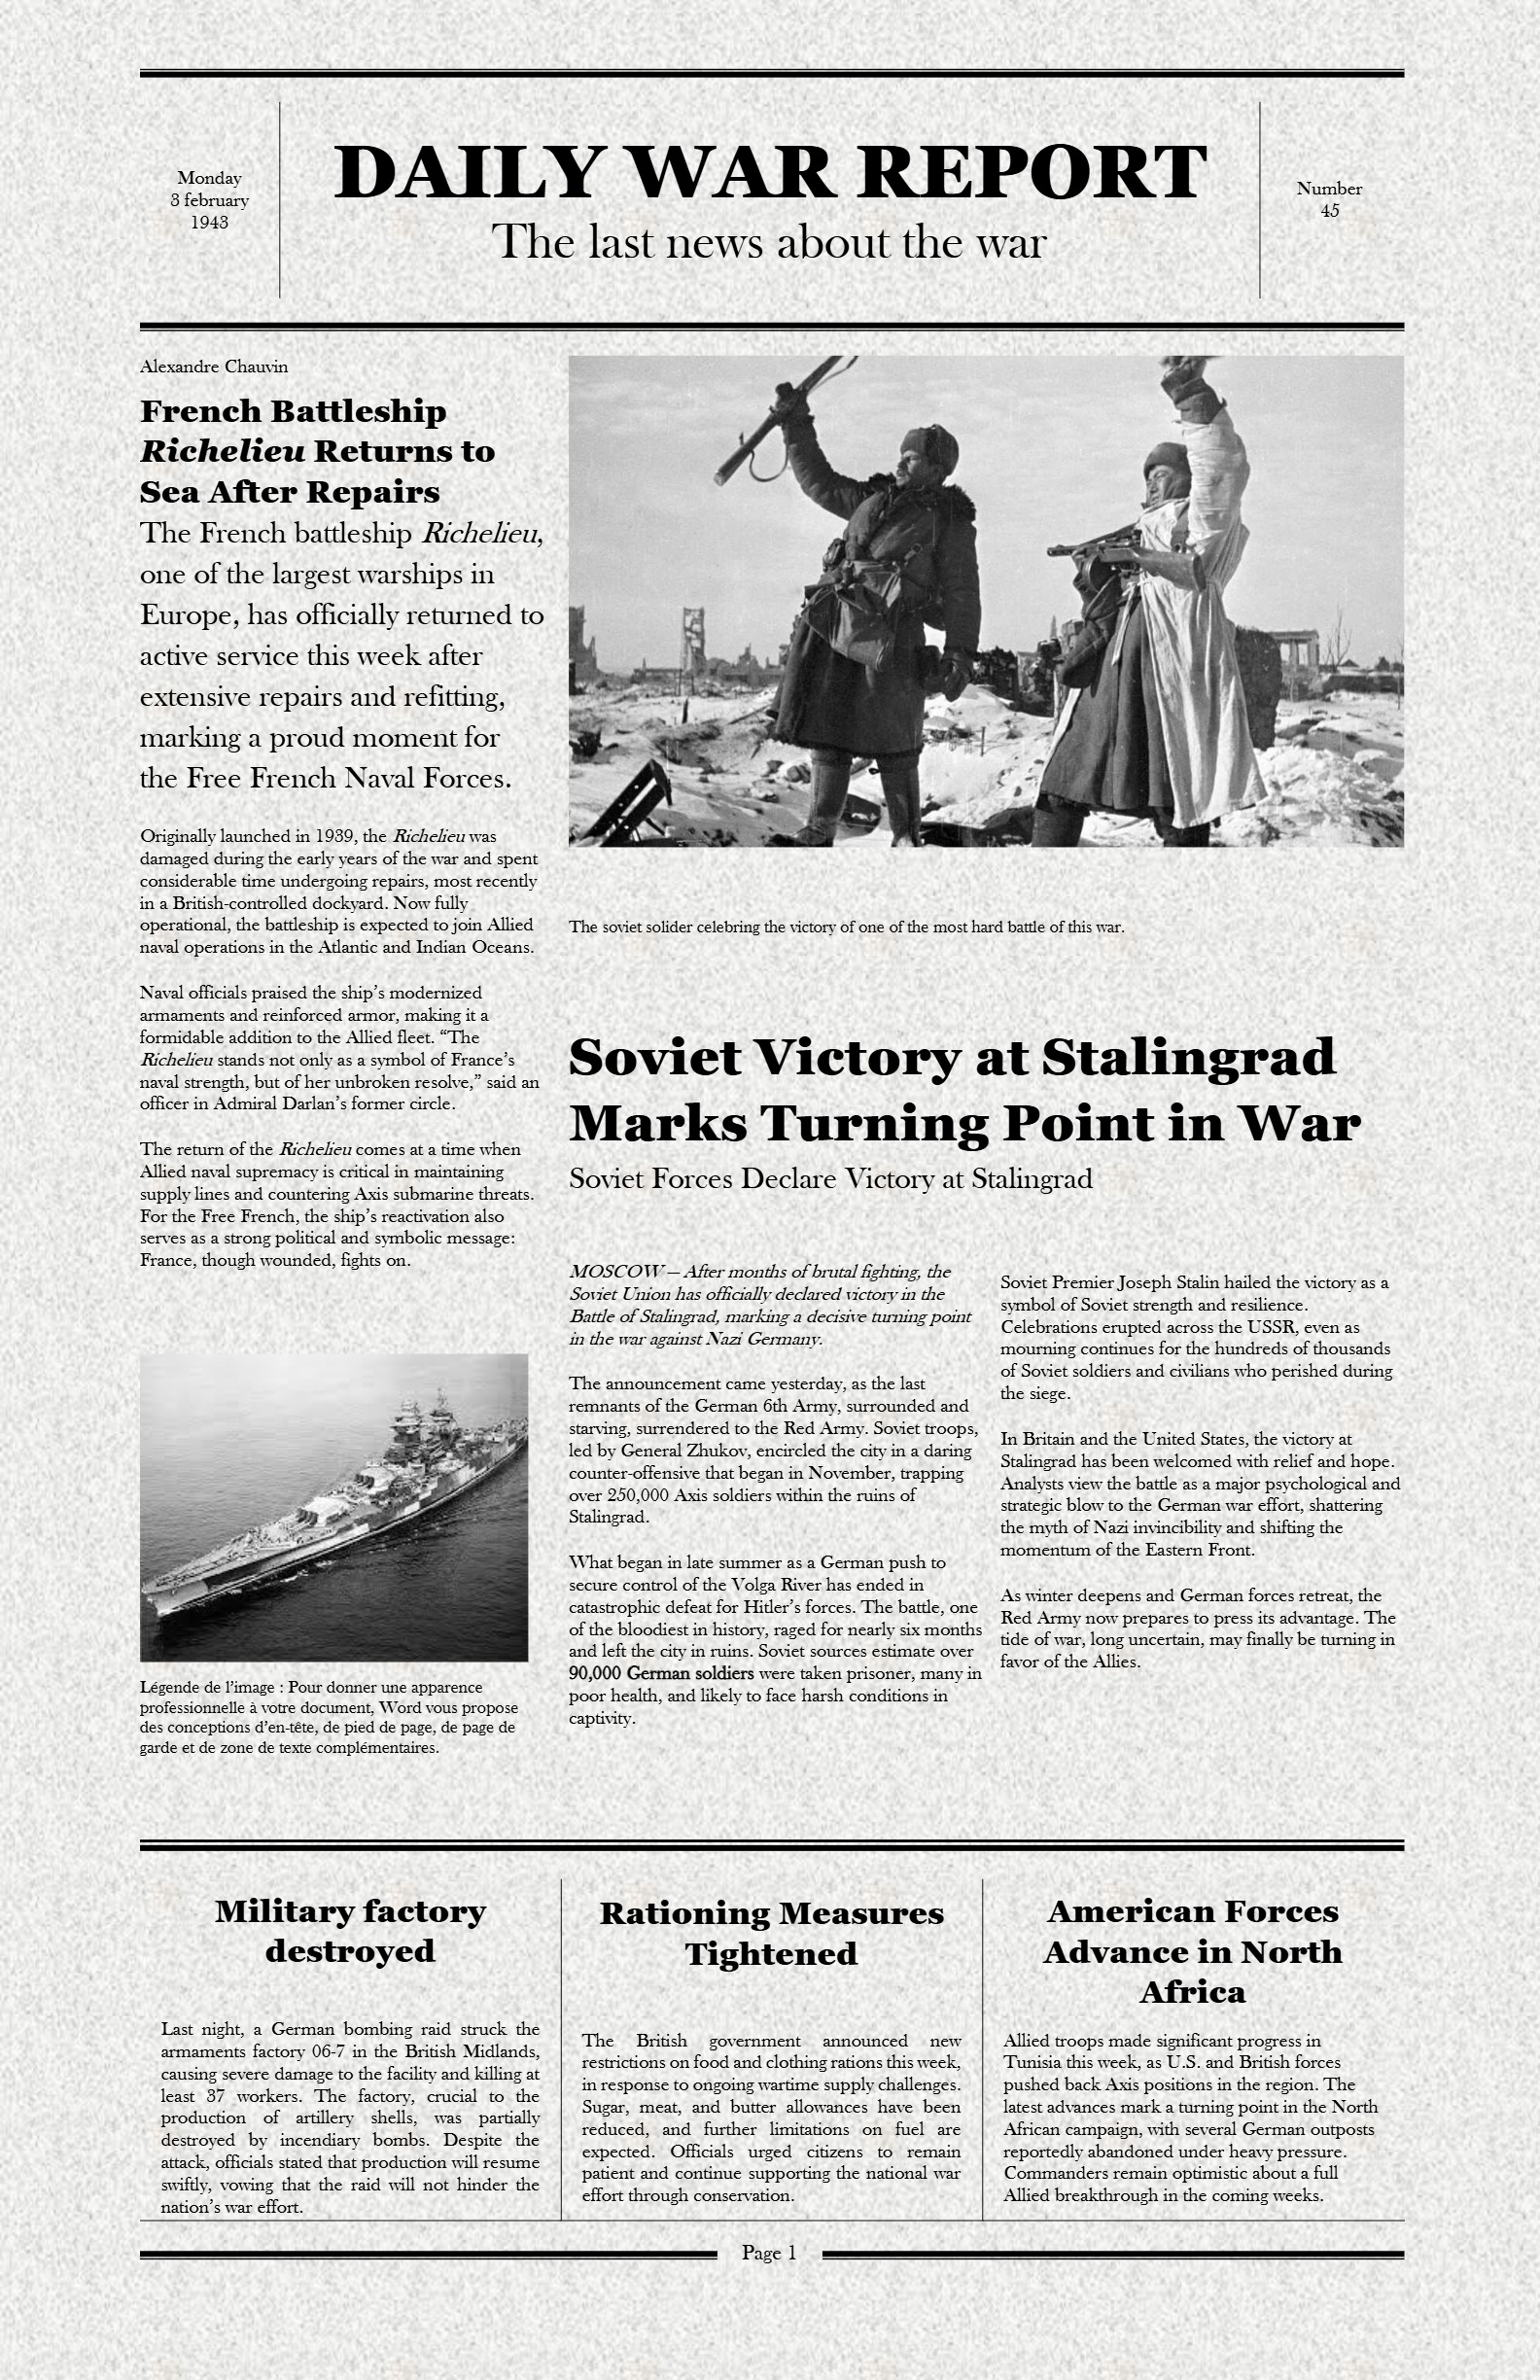 Monday
3 february
1943
DAILY WAR REPORT
The last news about the war
Number
45
Alexandre Chauvin
French Battleship
Richelieu Returns to
Sea After Repairs
The French battleship Richelieu,
one of the largest warships in
Europe, has officially returned to
active service this week after
extensive repairs and refitting,
marking a proud moment for
the Free French Naval Forces.
Originally launched in 1939, the Richelieu was
damaged during the early years of the war and spent
considerable time undergoing repairs, most recently
in a British-controlled dockyard. Now fully
operational, the battleship is expected to join Allied
naval operations in the Atlantic and Indian Oceans.
Naval officials praised the ship’s modernized
armaments and reinforced armor, making it a
formidable addition to the Allied fleet. “The
Richelieu stands not only as a symbol of France’s
naval strength, but of her unbroken resolve,” said an
officer in Admiral Darlan’s former circle.
The return of the Richelieu comes at a time when
Allied naval supremacy is critical in maintaining
supply lines and countering Axis submarine threats.
For the Free French, the ship’s reactivation also
serves as a strong political and symbolic message:
France, though wounded, fights on.
Légende de l’image : Pour donner une apparence
professionnelle à votre document, Word vous propose
des conceptions d’en-tête, de pied de page, de page de
garde et de zone de texte complémentaires.
The soviet solider celebring the victory of one of the most hard battle of this war.
Soviet Victory at Stalingrad
Marks Turning Point in War
Soviet Forces Declare Victory at Stalingrad
MOSCOW – After months of brutal fighting, the
Soviet Union has officially declared victory in the
Battle of Stalingrad, marking a decisive turning point
in the war against Nazi Germany.
The announcement came yesterday, as the last
remnants of the German 6th Army, surrounded and
starving, surrendered to the Red Army. Soviet troops,
led by General Zhukov, encircled the city in a daring
counter-offensive that began in November, trapping
over 250,000 Axis soldiers within the ruins of
Stalingrad.
What began in late summer as a German push to
secure control of the Volga River has ended in
catastrophic defeat for Hitler’s forces. The battle, one
of the bloodiest in history, raged for nearly six months
and left the city in ruins. Soviet sources estimate over
90,000 German soldiers were taken prisoner, many in
poor health, and likely to face harsh conditions in
captivity.
Soviet Premier Joseph Stalin hailed the victory as a
symbol of Soviet strength and resilience.
Celebrations erupted across the USSR, even as
mourning continues for the hundreds of thousands
of Soviet soldiers and civilians who perished during
the siege.
In Britain and the United States, the victory at
Stalingrad has been welcomed with relief and hope.
Analysts view the battle as a major psychological and
strategic blow to the German war effort, shattering
the myth of Nazi invincibility and shifting the
momentum of the Eastern Front.
As winter deepens and German forces retreat, the
Red Army now prepares to press its advantage. The
tide of war, long uncertain, may finally be turning in
favor of the Allies.
Military factory
destroyed
Last night, a German bombing raid struck the
armaments factory 06-7 in the British Midlands,
causing severe damage to the facility and killing at
least 37 workers. The factory, crucial to the
production of artillery shells, was partially
destroyed by incendiary bombs. Despite the
attack, officials stated that production will resume
swiftly, vowing that the raid will not hinder the
nation’s war effort.
Rationing Measures
Tightened
The British government announced new
restrictions on food and clothing rations this week,
in response to ongoing wartime supply challenges.
Sugar, meat, and butter allowances have been
reduced, and further limitations on fuel are
expected. Officials urged citizens to remain
patient and continue supporting the national war
effort through conservation.
American Forces
Advance in North
Africa
Allied troops made significant progress in
Tunisia this week, as U.S. and British forces
pushed back Axis positions in the region. The
latest advances mark a turning point in the North
African campaign, with several German outposts
reportedly abandoned under heavy pressure.
Commanders remain optimistic about a full
Allied breakthrough in the coming weeks.
Page 1